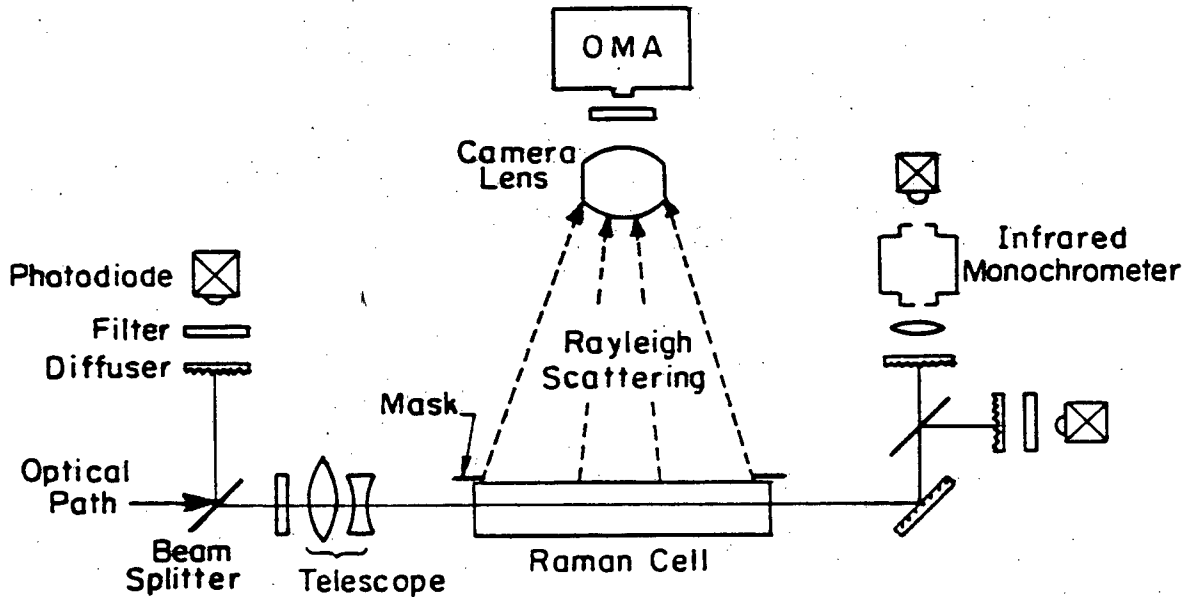 OMA
Camera
Lens
Infrared
Monochrometer
Photodiode
Filter
Diffuser
Rayleigh
Scattering
Mask
Optical
Path
Beam
Splitter
Telescope
Raman Cell